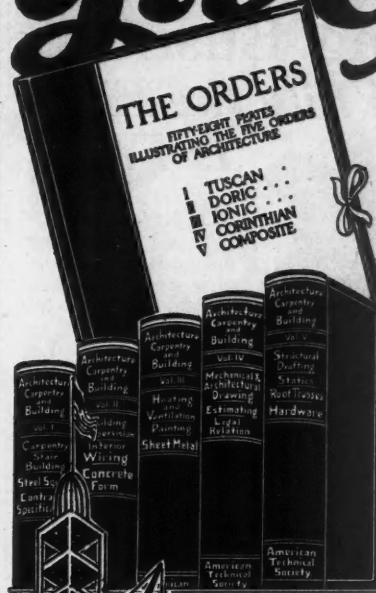 THE ORDERS
FIFTY-EIGHT PLATES
ILLUSTRATING THE FIVE ORDERS
OF ARCHITECTURE
I TUSCAN
II DORIC
III IONIC
IV CORINTHIAN
V COMPOSITE
Architecture
Carpentry
and
Building
Vol. I
Carpentry
Stair
Building
Steel
Architecture
Carpentry
and
Building
Vol. II
Interior
Wiring
Concrete
Form
Architecture
Carpentry
and
Building
Vol. III
Heating
and
Ventilation
Painting
Sheet Metal
Architecture
Carpentry
and
Building
Vol. IV
Mechanical &
Architectural
Drawing
Estimating
Legal
Relation
American
Technical
Society
Architecture
Carpentry
and
Building
Vol. V
Structural
Drafting
Statics
Roof Trusses
Hardware
American
Technical
Society